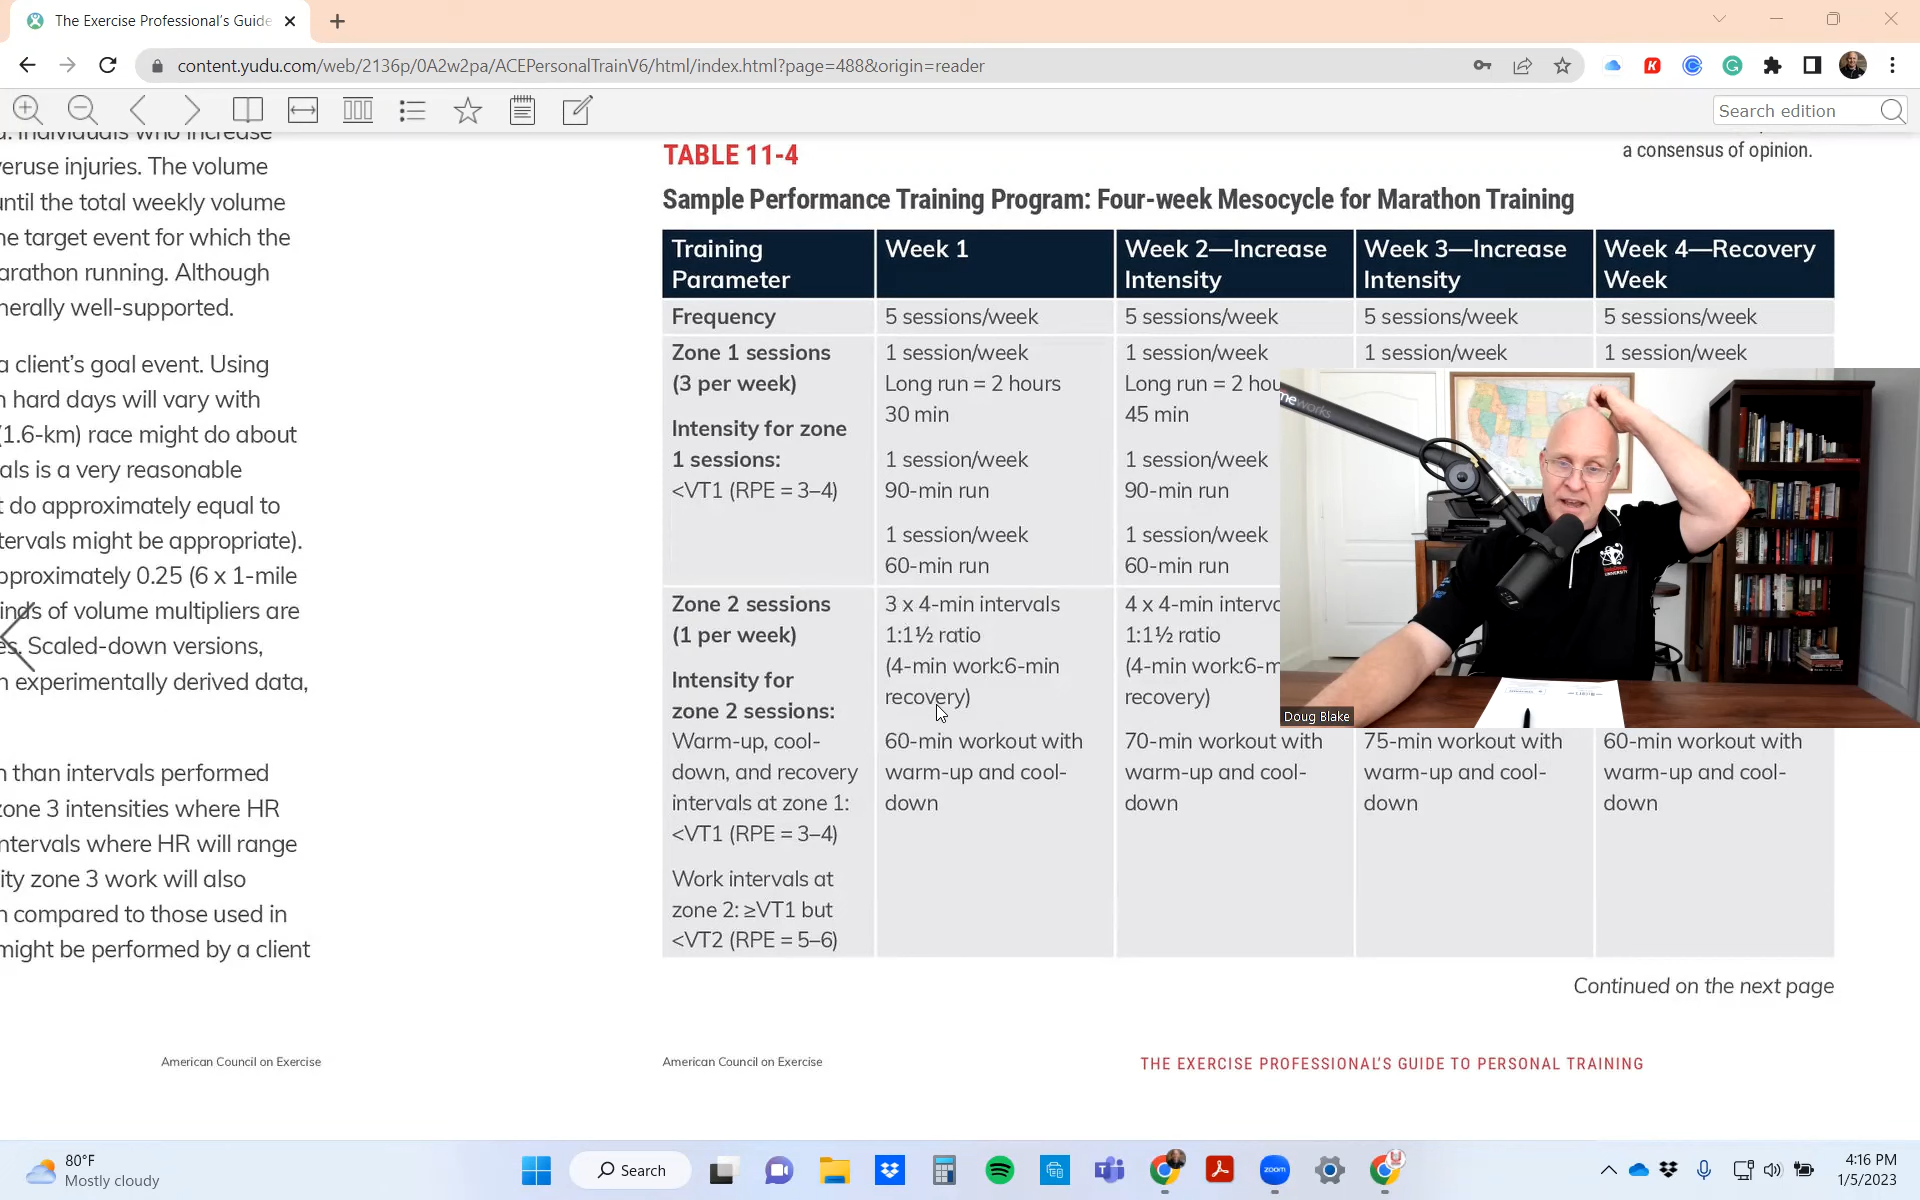 The Exercise Professional's Guide
content.yudu.com/web/2136p/0A2w2pa/ACEPersonalTrainV6/html/index.html?page=488&origin=reader
Search edition
individuals who increase
veruse injuries. The volume
until the total weekly volume
he target event for which the
arathon running. Although
nerally well-supported.
a client's goal event. Using
n hard days will vary with
(1.6-km) race might do about
als is a very reasonable
t do approximately equal to
tervals might be appropriate).
pproximately 0.25 (6 x 1-mile
inds of volume multipliers are
es. Scaled-down versions,
n experimentally derived data,
n than intervals performed
zone 3 intensities where HR
ntervals where HR will range
ity zone 3 work will also
n compared to those used in
might be performed by a client
American Council on Exercise
a consensus of opinion.
TABLE 11-4
Sample Performance Training Program: Four-week Mesocycle for Marathon Training
Training Parameter
Week 1
Week 2—Increase Intensity
Week 3—Increase Intensity
Week 4—Recovery Week
Frequency
5 sessions/week
5 sessions/week
5 sessions/week
5 sessions/week
Zone 1 sessions
(3 per week)
Intensity for zone
1 sessions:
<VT1 (RPE = 3–4)
1 session/week
Long run = 2 hours
30 min
1 session/week
90-min run
1 session/week
60-min run
1 session/week
Long run = 2 hou
45 min
1 session/week
90-min run
1 session/week
60-min run
1 session/week
1 session/week
Zone 2 sessions
(1 per week)
Intensity for
zone 2 sessions:
Warm-up, cool-
down, and recovery
intervals at zone 1:
<VT1 (RPE = 3–4)
Work intervals at
zone 2: ≥VT1 but
<VT2 (RPE = 5–6)
3 x 4-min intervals
1:1½ ratio
(4-min work:6-min
recovery)
60-min workout with
warm-up and cool-
down
4 x 4-min interva
1:1½ ratio
(4-min work:6-m
recovery)
70-min workout with
warm-up and cool-
down
75-min workout with
warm-up and cool-
down
60-min workout with
warm-up and cool-
down
Doug Blake
Continued on the next page
American Council on Exercise
THE EXERCISE PROFESSIONAL'S GUIDE TO PERSONAL TRAINING
80°F
Mostly cloudy
Search
zoom
4:16 PM
1/5/2023